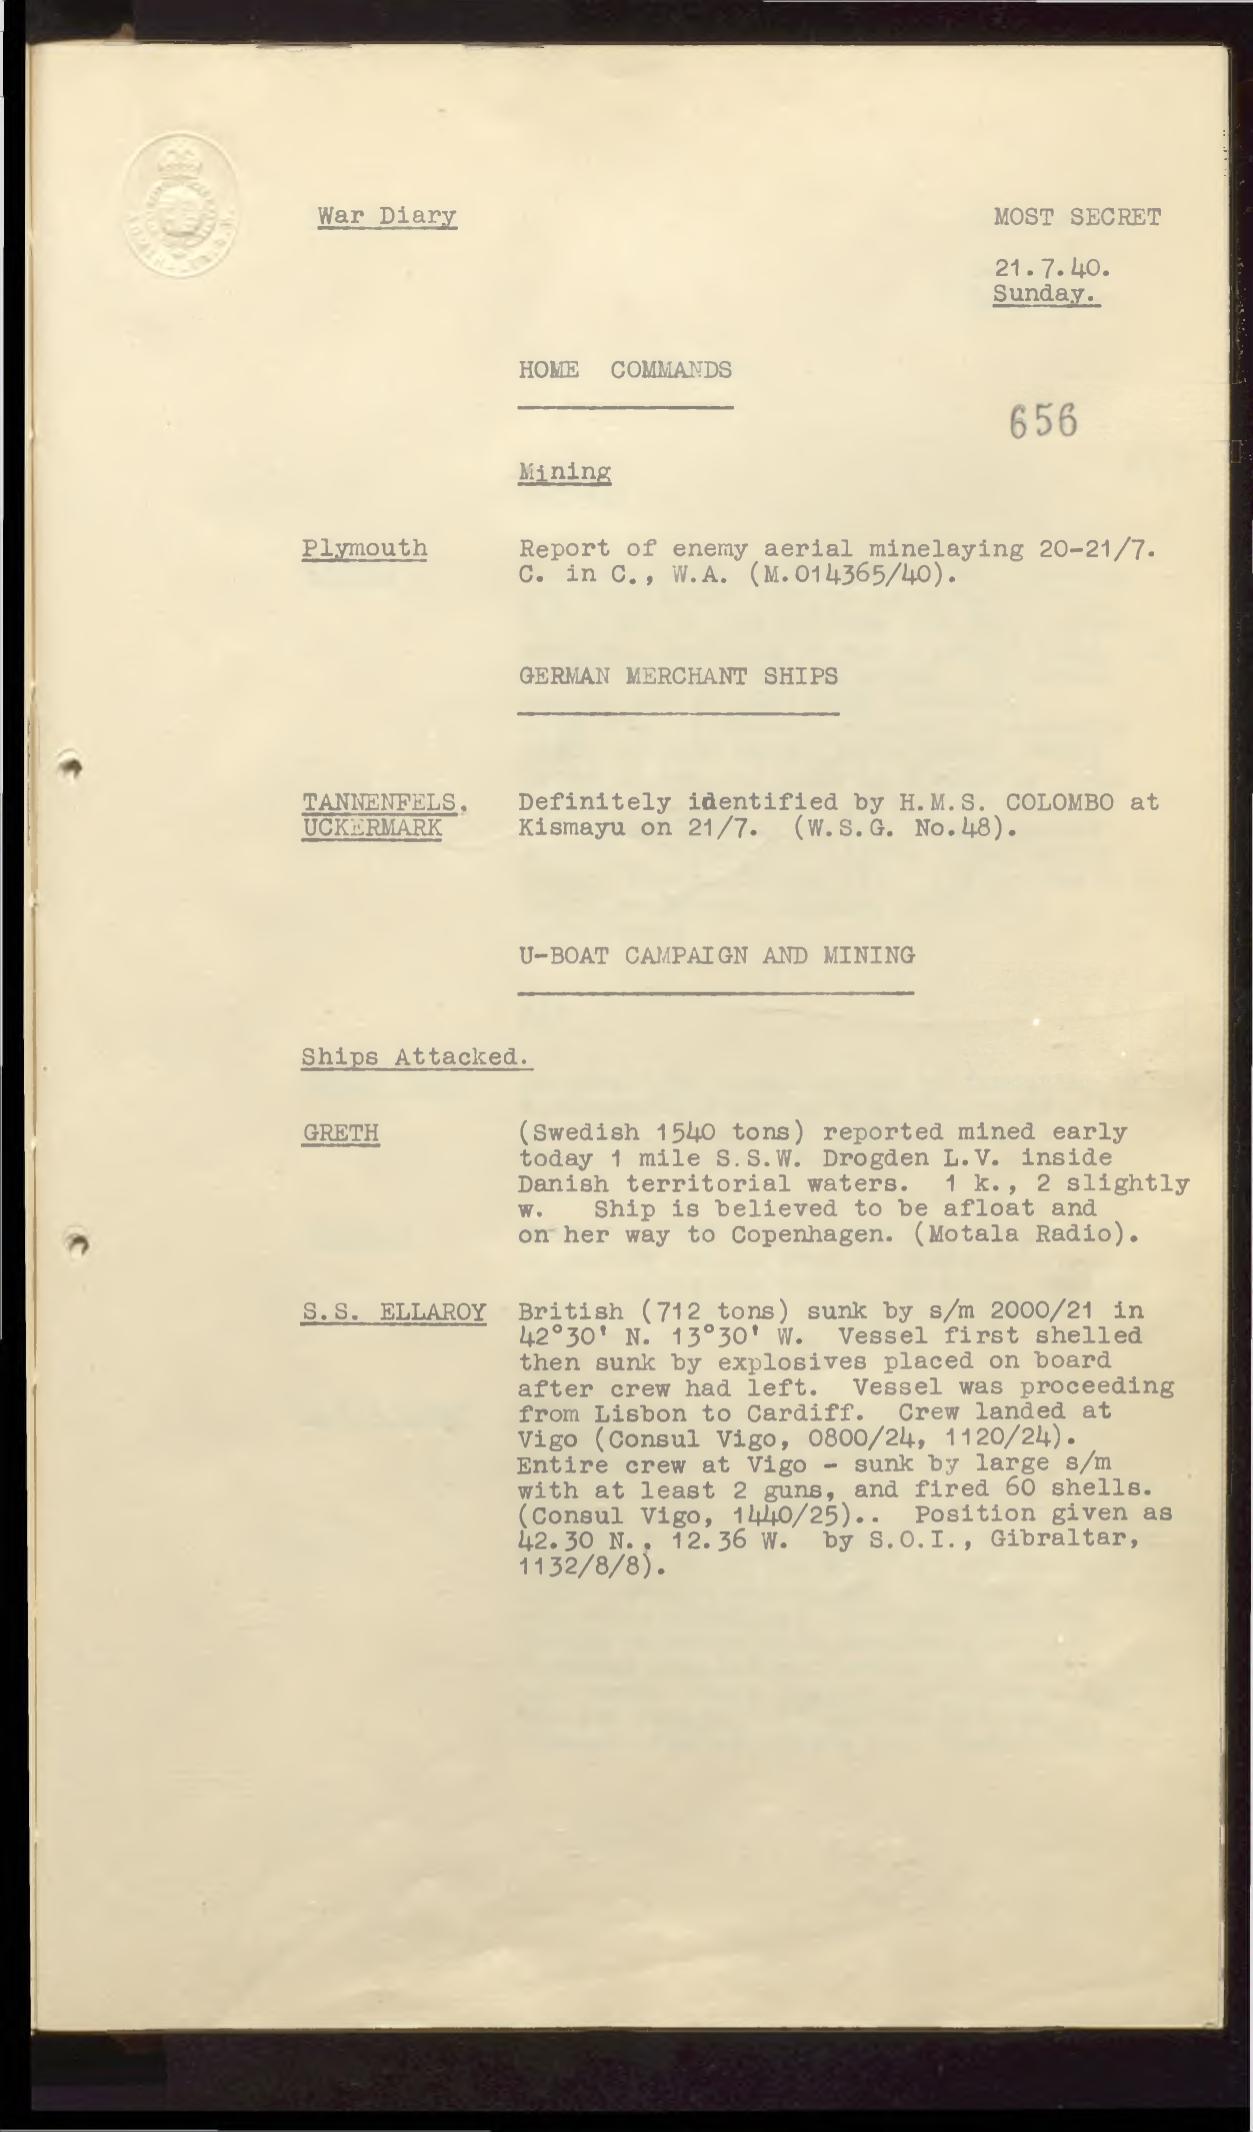 War Diary
MOST SECRET
21.7.40.
Sunday.
HOME COMMANDS
656
Mining
Plymouth
Report of enemy aerial minelaying 20-21/7.
C. in C., W.A. (M.014365/40).
GERMAN MERCHANT SHIPS
TANNENFELS,
UCKERMARK
Definitely identified by H.M.S. COLOMBO at
Kismayu on 21/7. (W.S.G. No.48).
U-BOAT CAMPAIGN AND MINING
Ships Attacked.
GRETH
(Swedish 1540 tons) reported mined early
today 1 mile S.S.W. Drogden L.V. inside
Danish territorial waters. 1 k., 2 slightly
w. Ship is believed to be afloat and
on her way to Copenhagen. (Motala Radio).
S.S. ELLAROY
British (712 tons) sunk by s/m 2000/21 in
42°30' N. 13°30' W. Vessel first shelled
then sunk by explosives placed on board
after crew had left. Vessel was proceeding
from Lisbon to Cardiff. Crew landed at
Vigo (Consul Vigo, 0800/24, 1120/24).
Entire crew at Vigo - sunk by large s/m
with at least 2 guns, and fired 60 shells.
(Consul Vigo, 1440/25).. Position given as
42.30 N., 12.36 W. by S.O.I., Gibraltar,
1132/8/8).